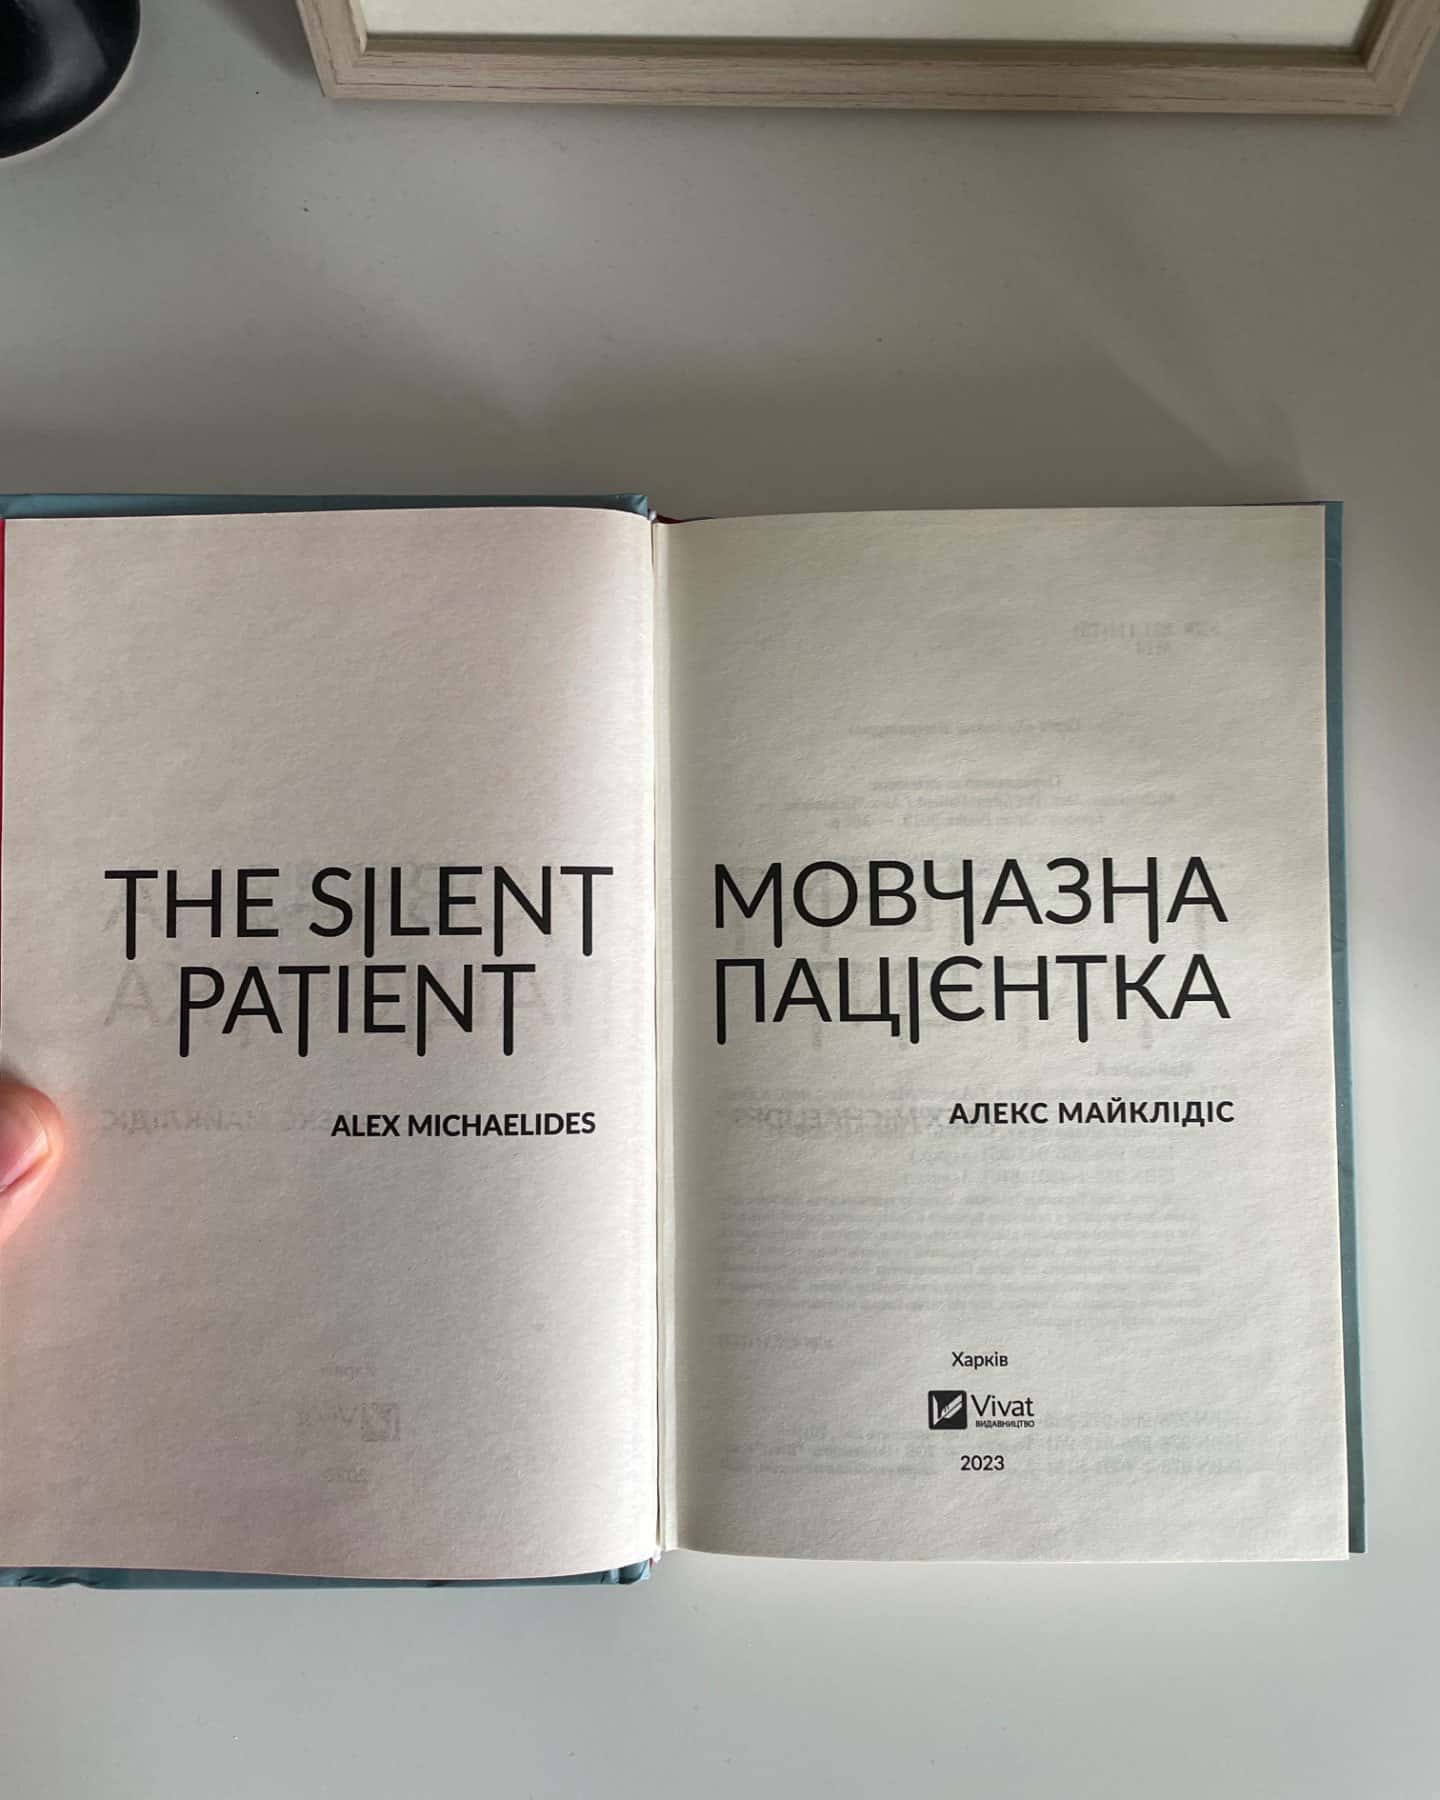 THE SILENT
PATIENT
ALEX MICHAELIDES
МОВЧАЗНА
ПАЦІЄНТКА
АЛЕКС МАЙКЛІДІС
Харків
Vivat
ВИДАВНИЦТВО
2023